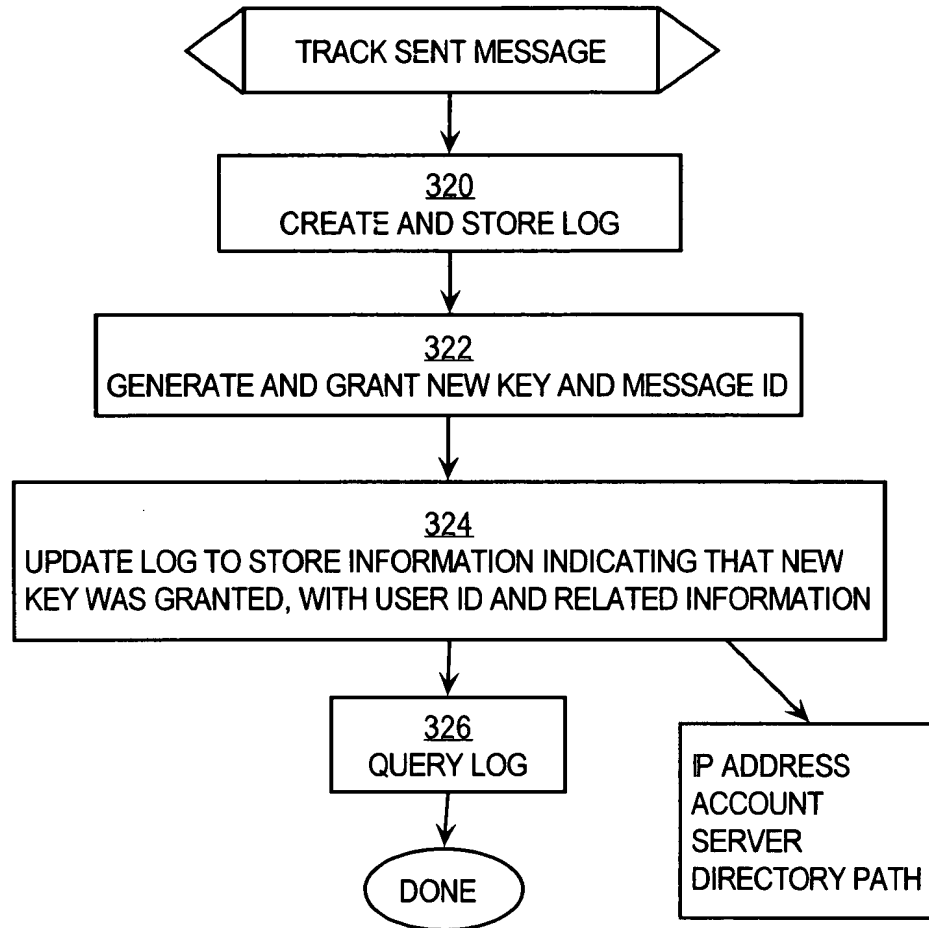 TRACK SENT MESSAGE
320
CREATE AND STORE LOG
322
GENERATE AND GRANT NEW KEY AND MESSAGE ID
324
UPDATE LOG TO STORE INFORMATION INDICATING THAT NEW
KEY WAS GRANTED, WITH USER ID AND RELATED INFORMATION
326
QUERY LOG
IP ADDRESS
ACCOUNT
SERVER
DIRECTORY PATH
DONE